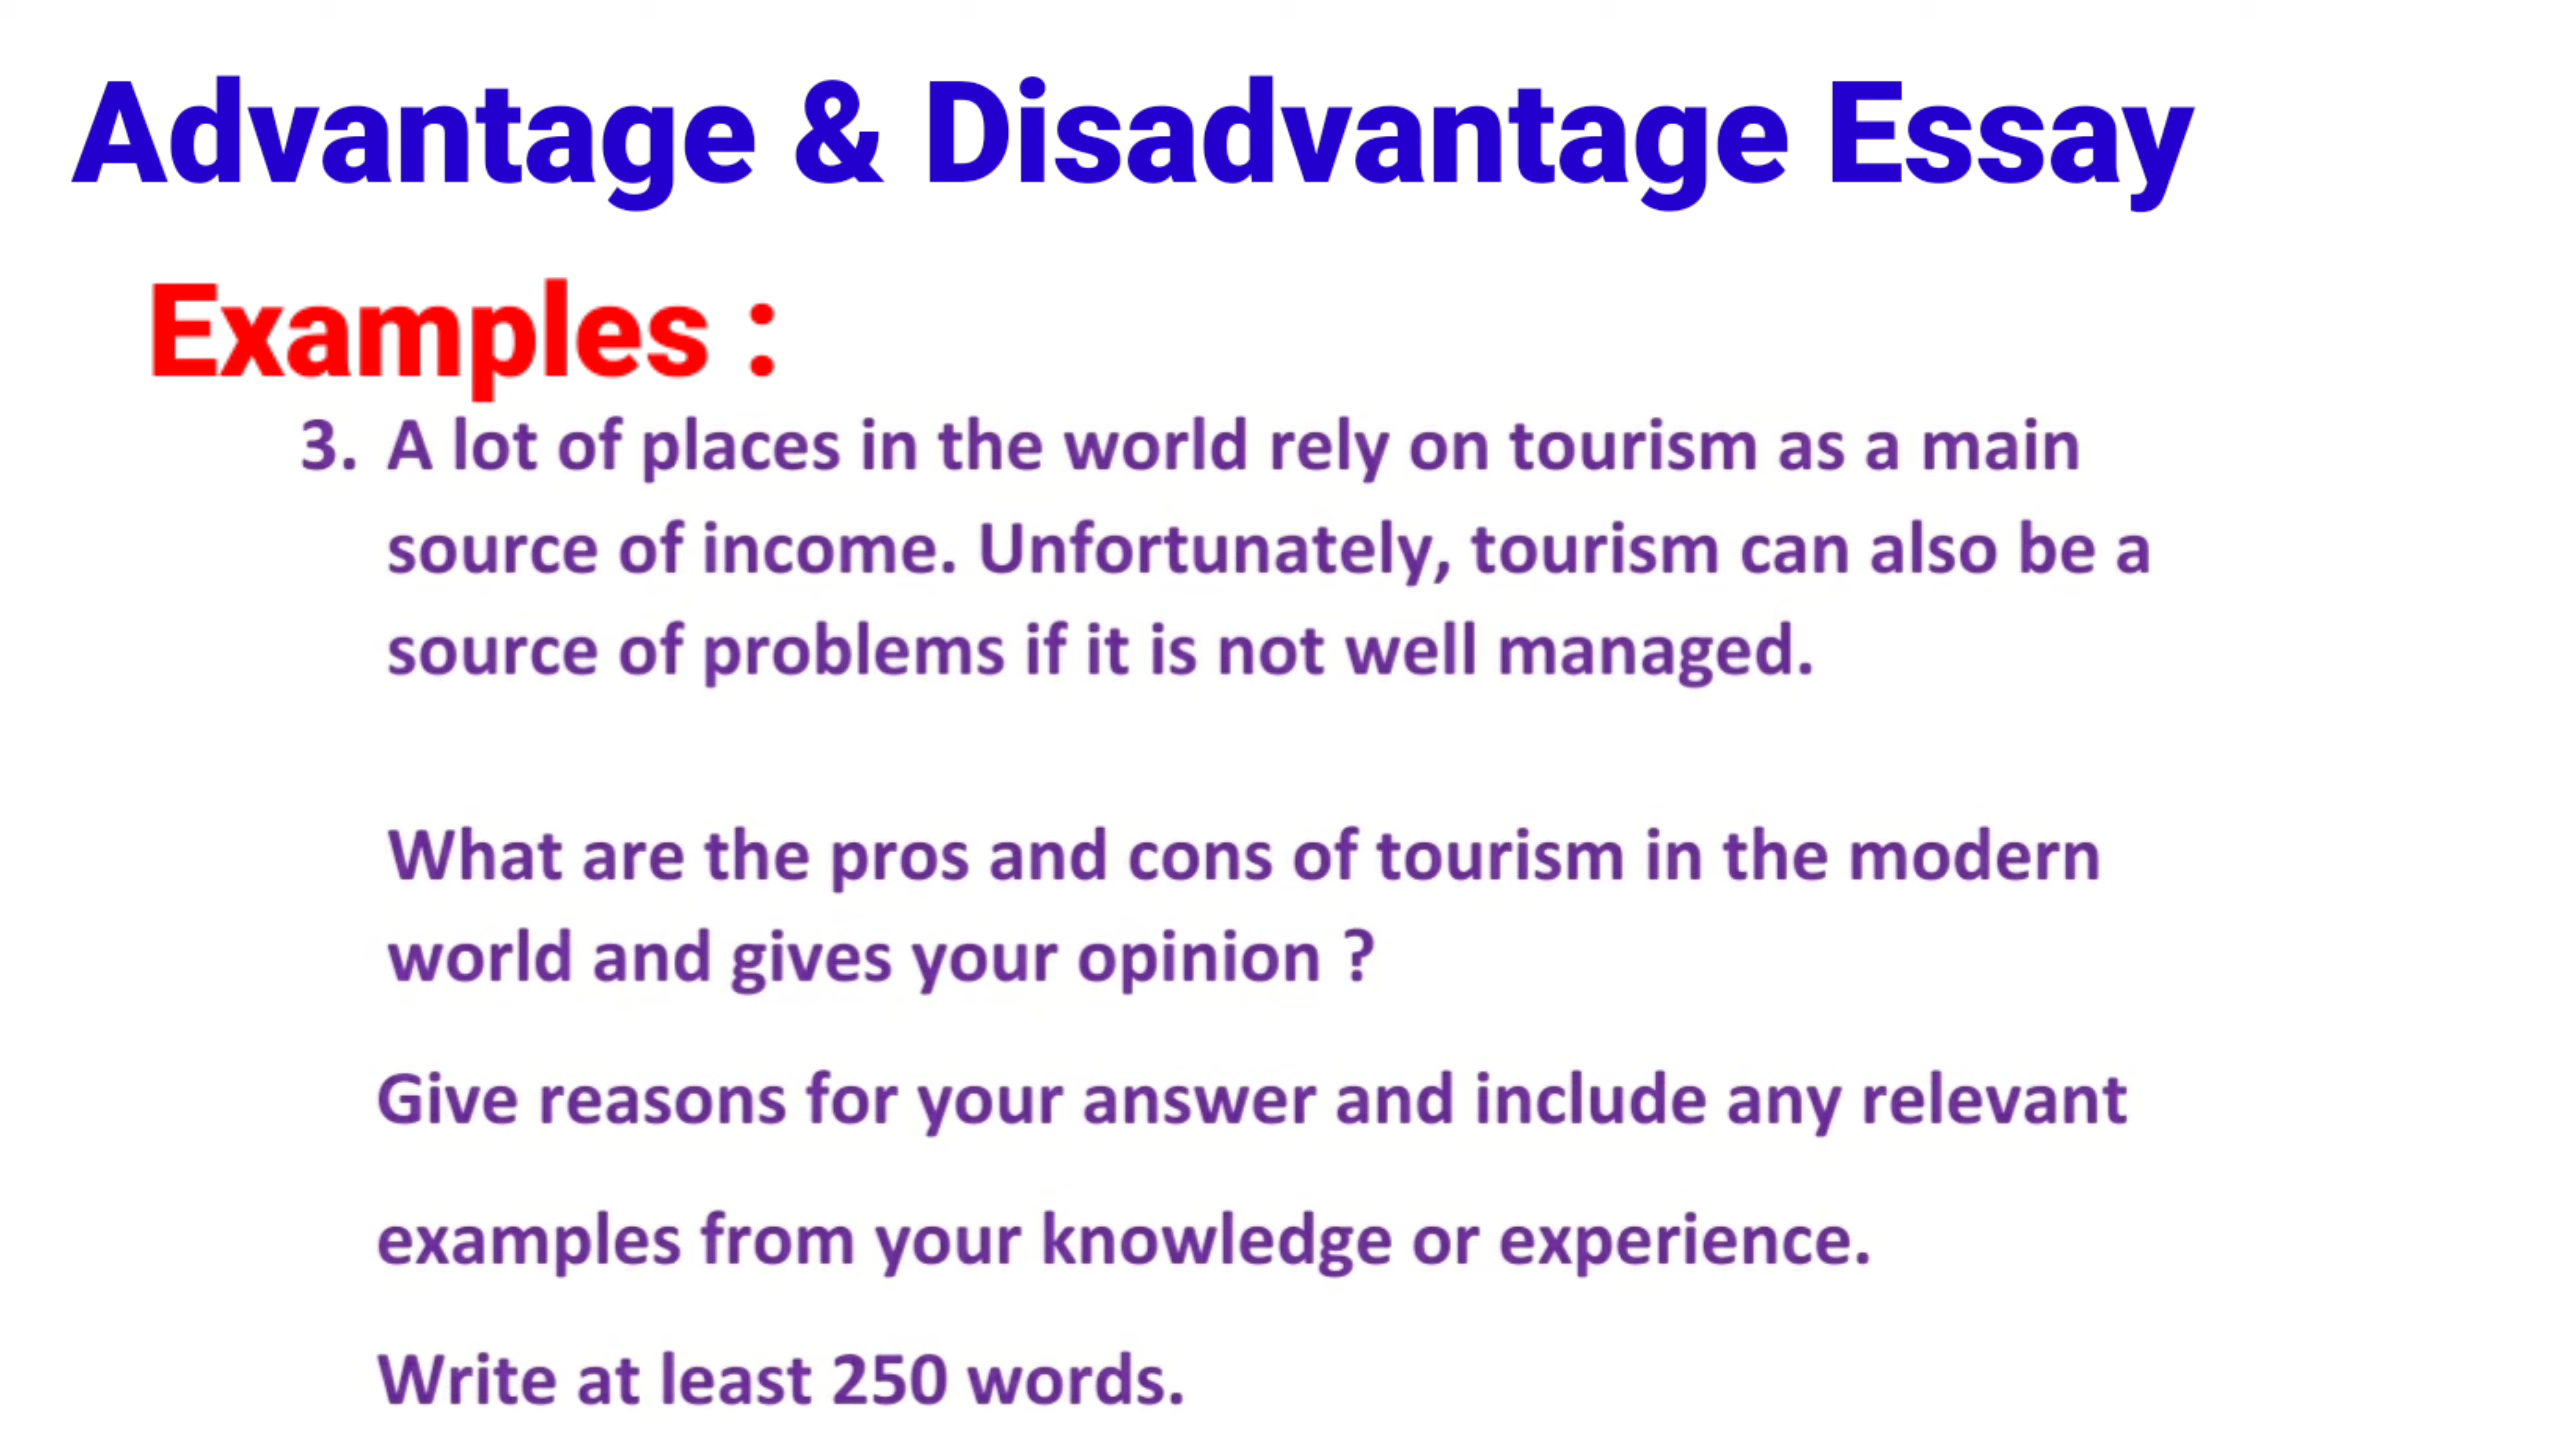 Advantage & Disadvantage Essay
Examples :
3. A lot of places in the world rely on tourism as a main
source of income. Unfortunately, tourism can also be a
source of problems if it is not well managed.
What are the pros and cons of tourism in the modern
world and gives your opinion ?
Give reasons for your answer and include any relevant
examples from your knowledge or experience.
Write at least 250 words.